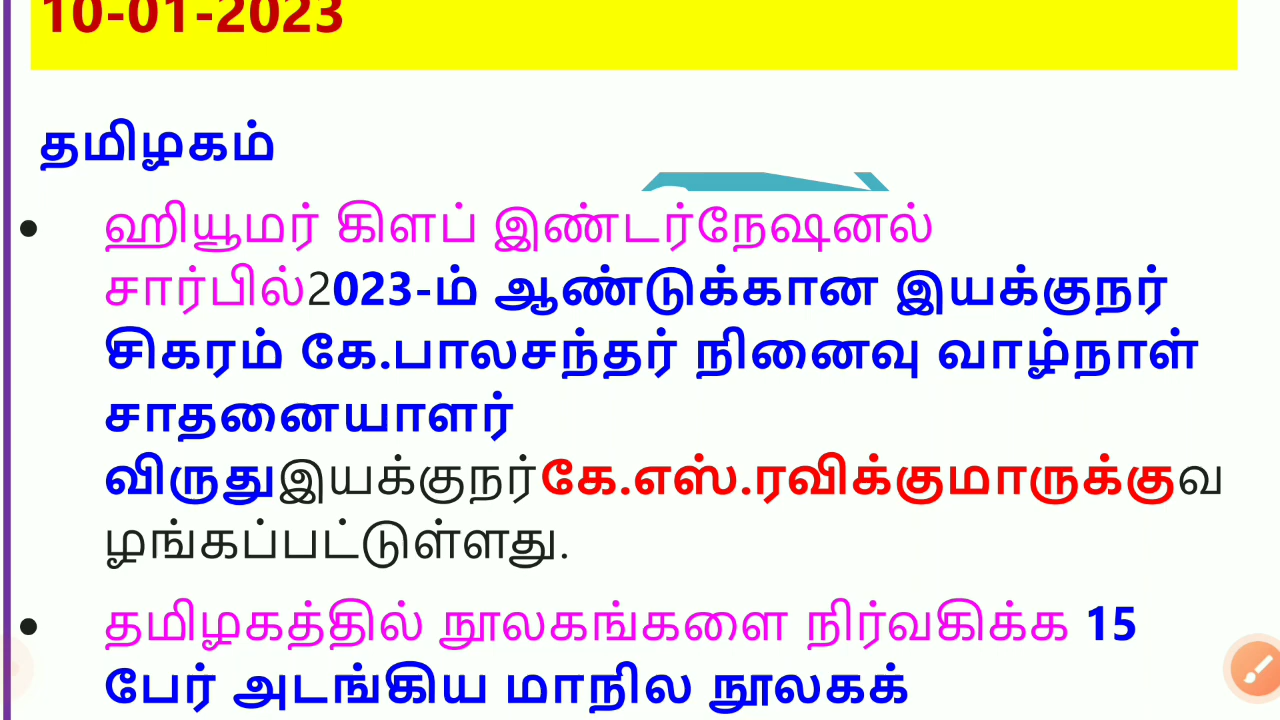 10-01-2023
தமிழகம்
ஹியூமர் கிளப் இண்டர்நேஷனல்
சார்பில்2023-ம் ஆண்டுக்கான இயக்குநர்
சிகரம் கே.பாலசந்தர் நினைவு வாழ்நாள்
சாதனையாளர்
விருதுஇயக்குநர்கே.எஸ்.ரவிக்குமாருக்குவ
ழங்கப்பட்டுள்ளது.
தமிழகத்தில் நூலகங்களை நிர்வகிக்க 15
பேர் அடங்கிய மாநில நூலகக்